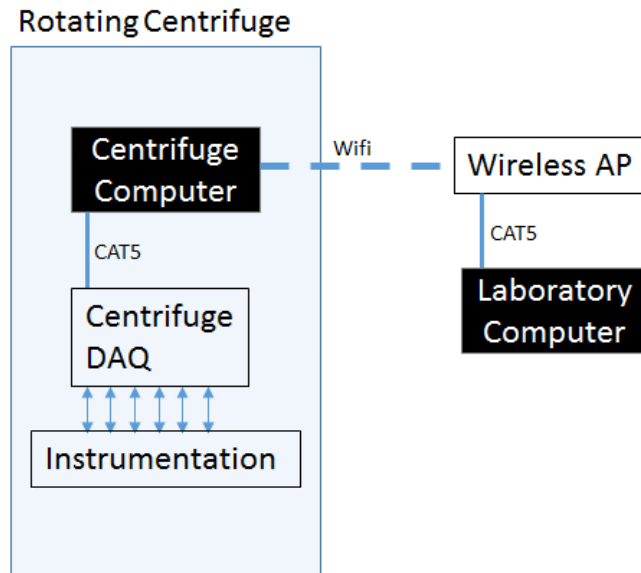 Rotating Centrifuge
Centrifuge
Computer
Wifi
Wireless AP
CAT5
CAT5
Laboratory
Computer
Centrifuge
DAQ
Instrumentation